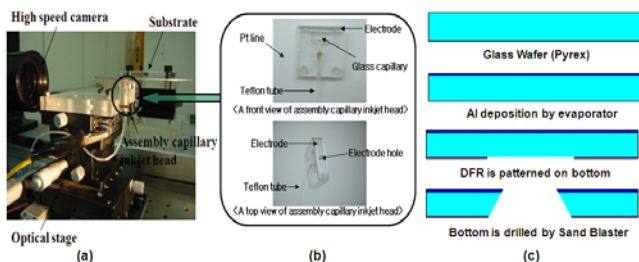 High speed camera
Substrate
Assembly capillary
inkjet head
Optical stage
(a)
Electrode
Pt line
Glass capillary
Teflon tube
<A front view of assembly capillary inkjet head>
Electrode
Electrode hole
Teflon tube
<A top view of assembly capillary inkjet head>
(b)
Glass Wafer (Pyrex)
Al deposition by evaporator
DFR is patterned on bottom
Bottom is drilled by Sand Blaster
(c)